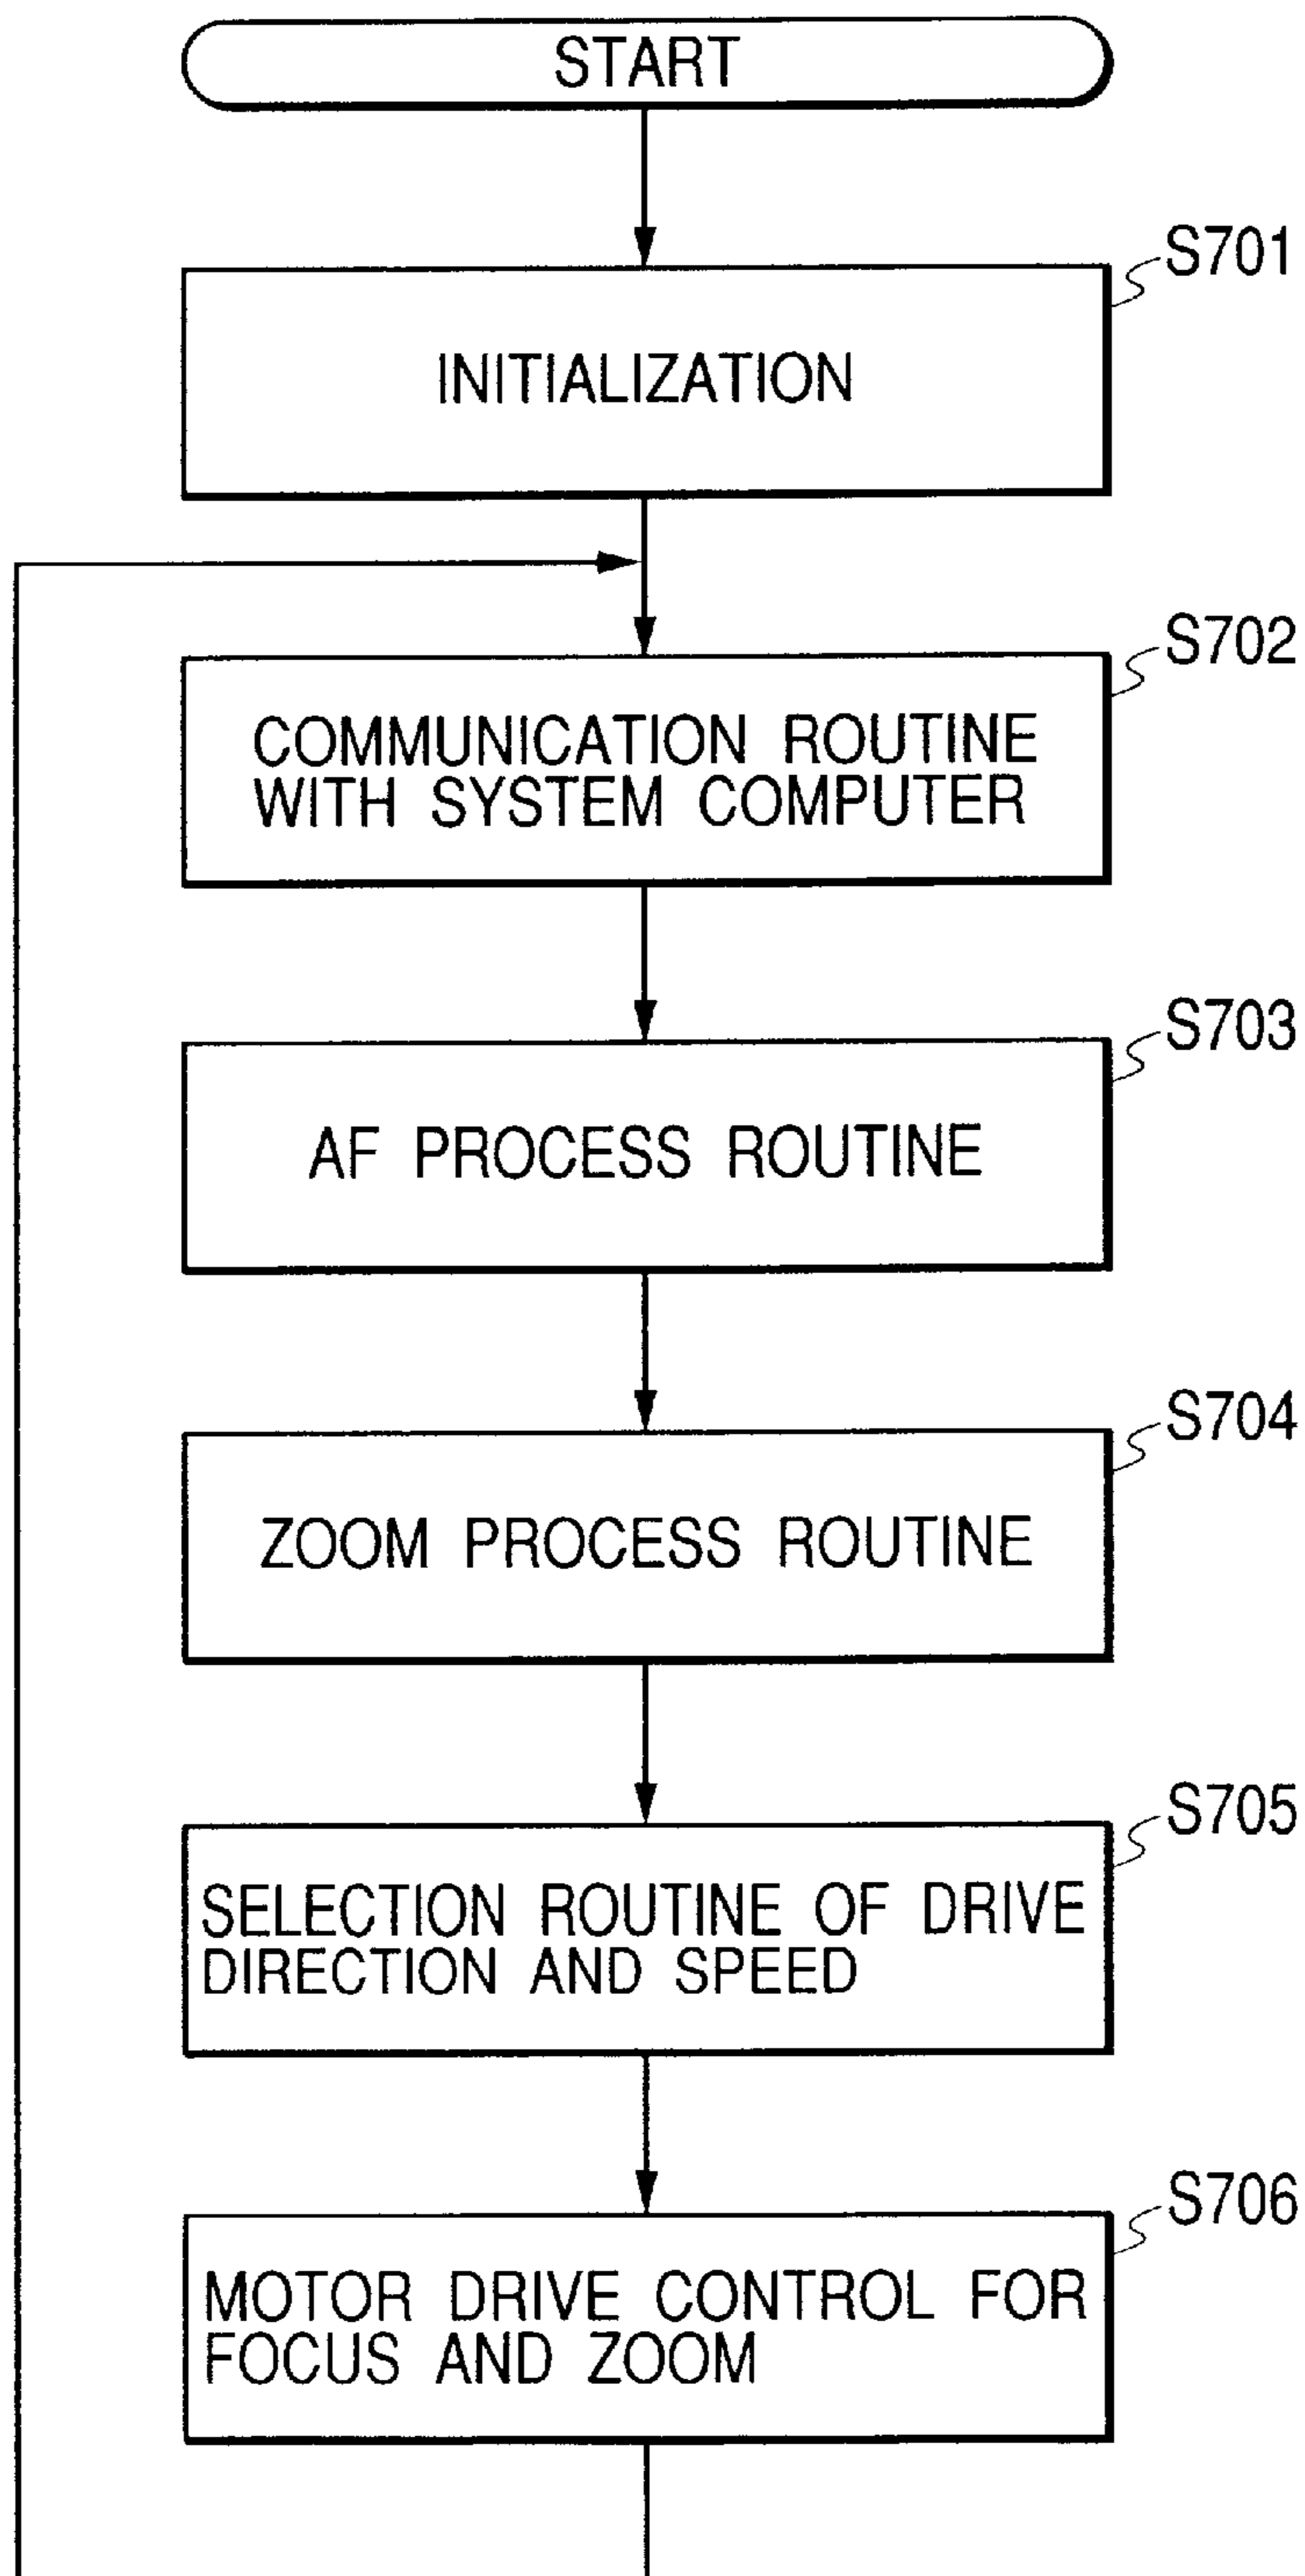 START
S701
INITIALIZATION
S702
COMMUNICATION ROUTINE
WITH SYSTEM COMPUTER
S703
AF PROCESS ROUTINE
S704
ZOOM PROCESS ROUTINE
S705
SELECTION ROUTINE OF DRIVE
DIRECTION AND SPEED
S706
MOTOR DRIVE CONTROL FOR
FOCUS AND ZOOM